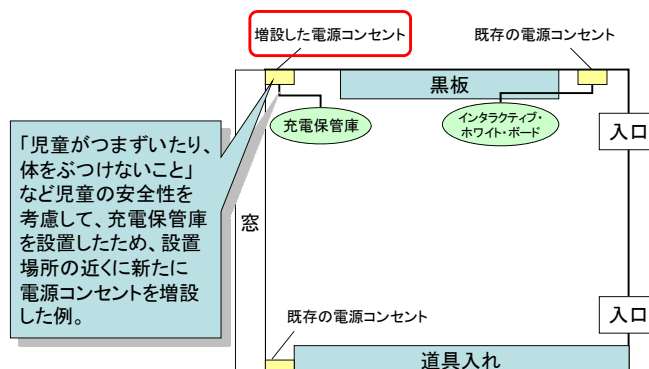 増設した電源コンセント
既存の電源コンセント
黒板
充電保管庫
インタラクティブ・
ホワイト・ボード
入口
「児童がつまずいたり、
体をぶつけないこと」
など児童の安全性を
考慮して、充電保管庫
を設置したため、設置
場所の近くに新たに
電源コンセントを増設
した例。
窓
入口
既存の電源コンセント
道具入れ